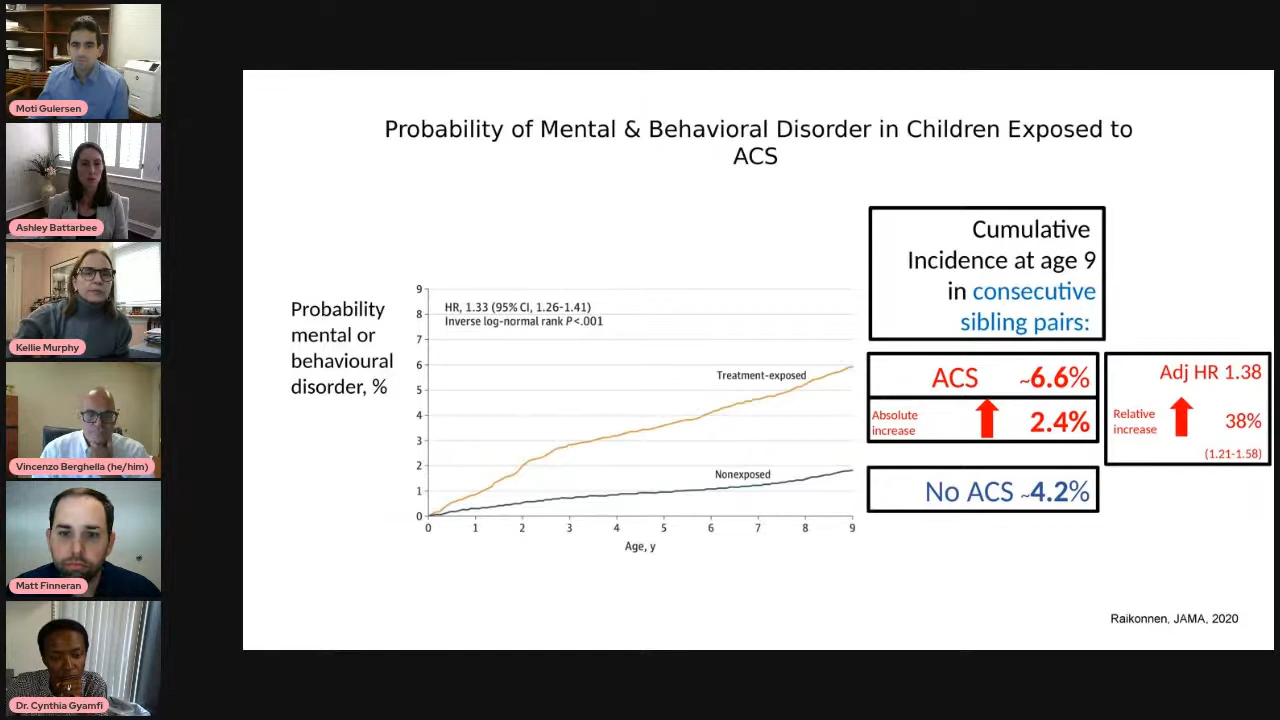 Moti Gulersen
Ashley Battarbee
Kellie Murphy
Vincenzo Berghella (he/him)
Matt Finneran
Dr. Cynthia Gyamfi
Probability of Mental & Behavioral Disorder in Children Exposed to
ACS
Probability
mental or
behavioural
disorder, %
9
8
7
6
5
4
3
2
1
0
HR, 1.33 (95% CI, 1.26-1.41)
Inverse log-normal rank P<.001
Treatment-exposed
Nonexposed
0 1 2 3 4 5 6 7 8 9
Age, y
Cumulative
Incidence at age 9
in consecutive
sibling pairs:
ACS ~6.6%
Absolute
increase
2.4%
Adj HR 1.38
Relative
increase
38%
(1.21-1.58)
No ACS ~4.2%
Raikonnen, JAMA, 2020